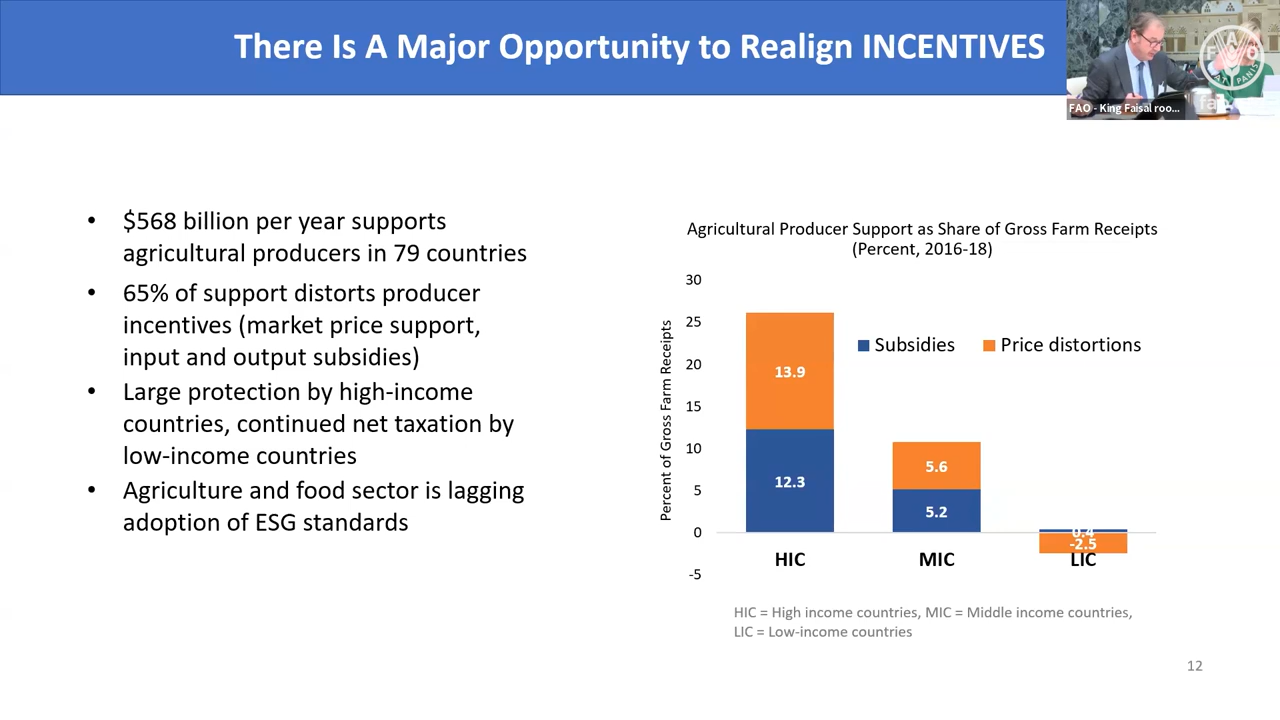 There Is A Major Opportunity to Realign INCENTIVES
FAO - King Faisal roo...
• $568 billion per year supports
agricultural producers in 79 countries
• 65% of support distorts producer
incentives (market price support,
input and output subsidies)
• Large protection by high-income
countries, continued net taxation by
low-income countries
• Agriculture and food sector is lagging
adoption of ESG standards
Agricultural Producer Support as Share of Gross Farm Receipts
(Percent, 2016-18)
Percent of Gross Farm Receipts
30
25
20
15
10
5
0
-5
Subsidies
Price distortions
13.9
12.3
5.6
5.2
0.4
-2.5
HIC
MIC
LIC
HIC = High income countries, MIC = Middle income countries,
LIC = Low-income countries
12